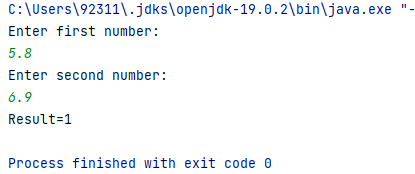 C:\Users\92311\.jdks\openjdk-19.0.2\bin\java.exe "-
Enter first number:
5.8
Enter second number:
6.9
Result=1
Process finished with exit code 0